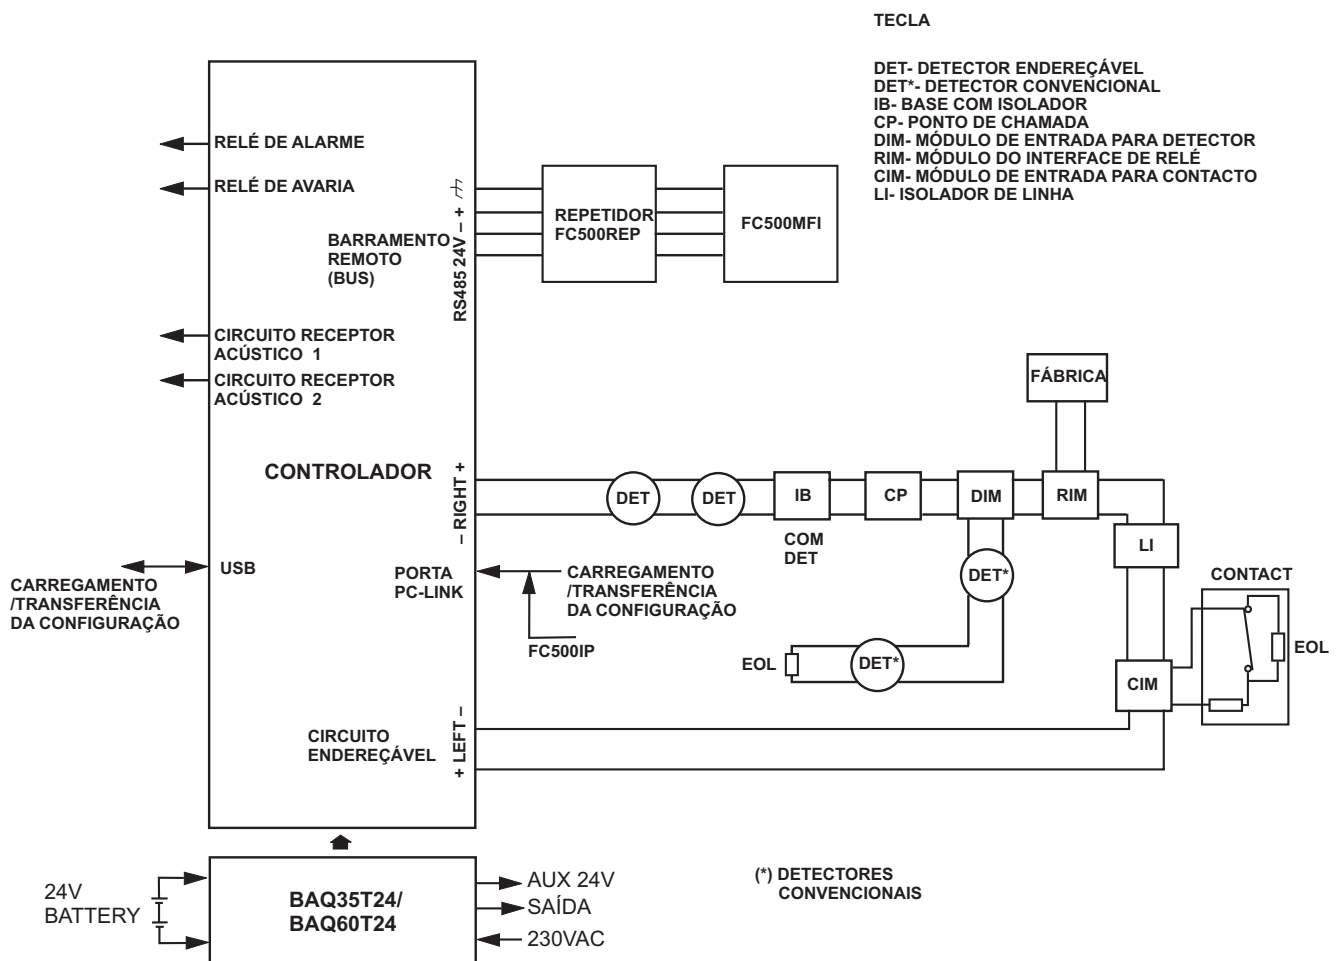 TECLA
DET- DETECTOR ENDEREÇÁVEL
DET*- DETECTOR CONVENCIONAL
IB- BASE COM ISOLADOR
CP- PONTO DE CHAMADA
DIM- MÓDULO DE ENTRADA PARA DETECTOR
RIM- MÓDULO DO INTERFACE DE RELÉ
CIM- MÓDULO DE ENTRADA PARA CONTACTO
LI- ISOLADOR DE LINHA
RELÉ DE ALARME
RELÉ DE AVARIA
BARRAMENTO
REMOTO
(BUS)
RS485 24V – +
REPETIDOR
FC500REP
FC500MFI
CIRCUITO RECEPTOR
ACÚSTICO 1
CIRCUITO RECEPTOR
ACÚSTICO 2
FÁBRICA
CONTROLADOR
– RIGHT +
DET
DET
IB
CP
DIM
RIM
COM
DET
LI
USB
CARREGAMENTO
/TRANSFERÊNCIA
DA CONFIGURAÇÃO
PORTA
PC-LINK
CARREGAMENTO
/TRANSFERÊNCIA
DA CONFIGURAÇÃO
FC500IP
DET*
CONTACT
EOL
DET*
EOL
CIM
CIRCUITO
ENDEREÇÁVEL
+ LEFT –
24V
BATTERY
BAQ35T24/
BAQ60T24
AUX 24V
SAÍDA
230VAC
(*) DETECTORES
CONVENCIONAIS